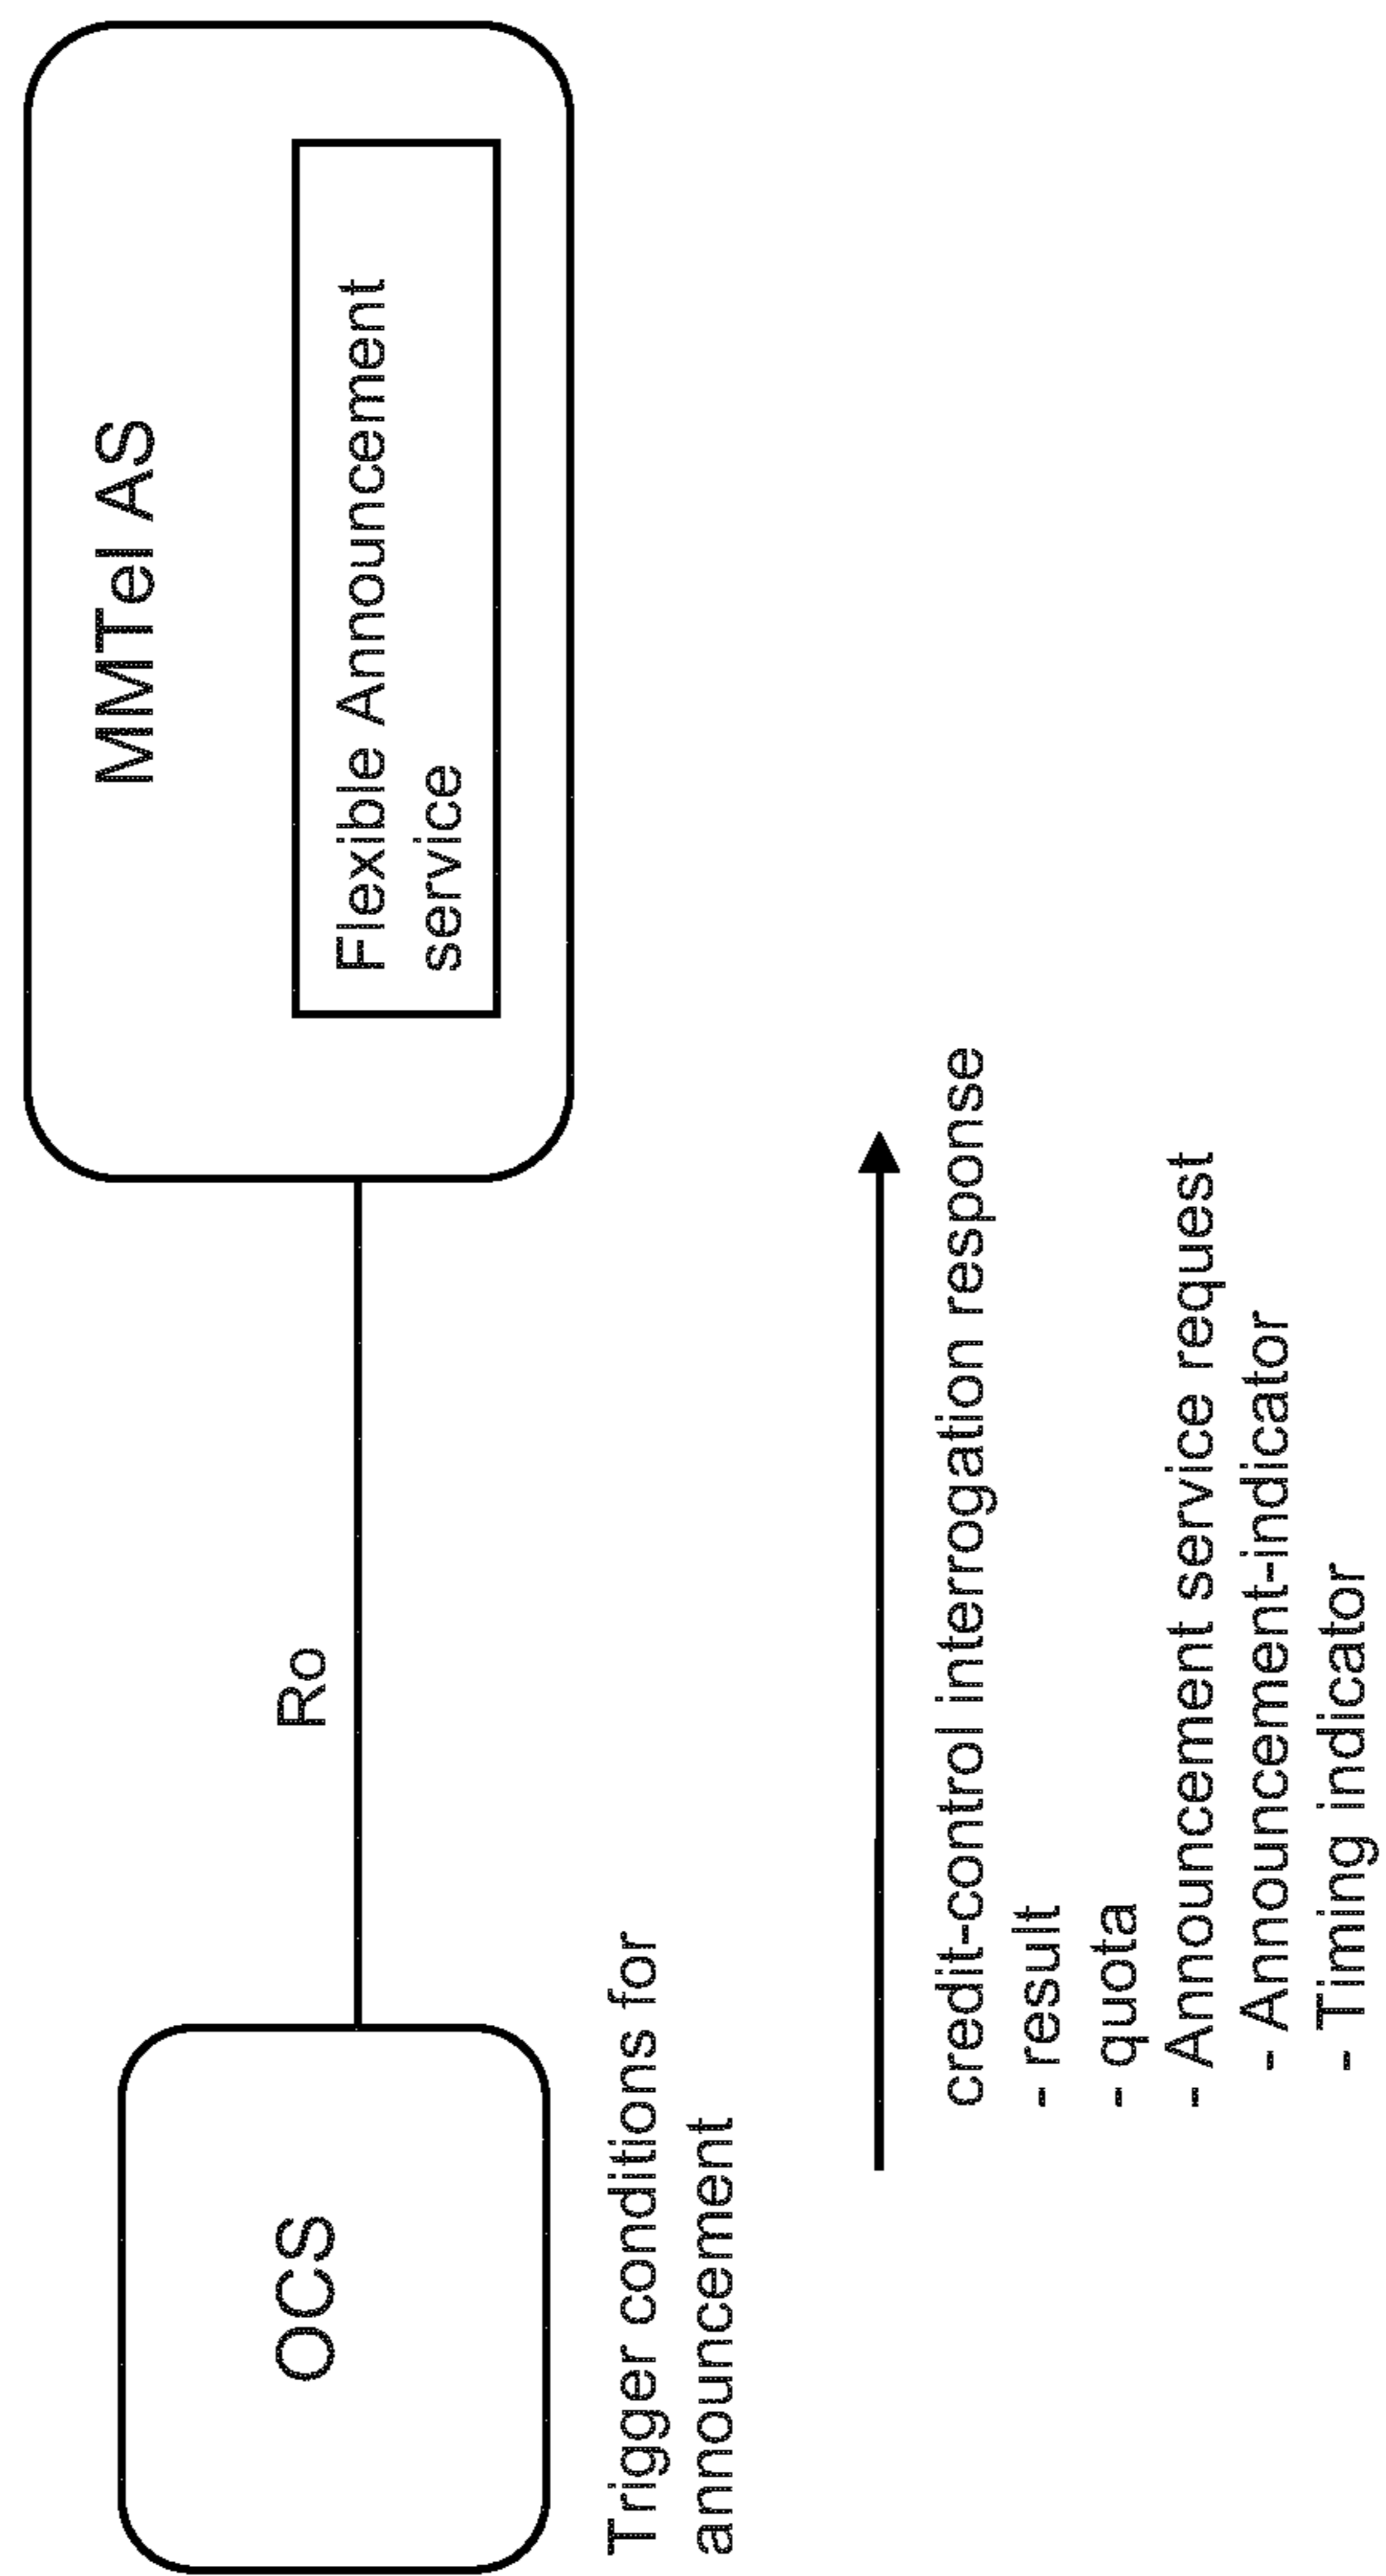 MMTel AS
Flexible Announcement
service
Ro
OCS
Trigger conditions for
announcement
credit-control interrogation response
- result
- quota
- Announcement service request
- Announcement-indicator
- Timing indicator